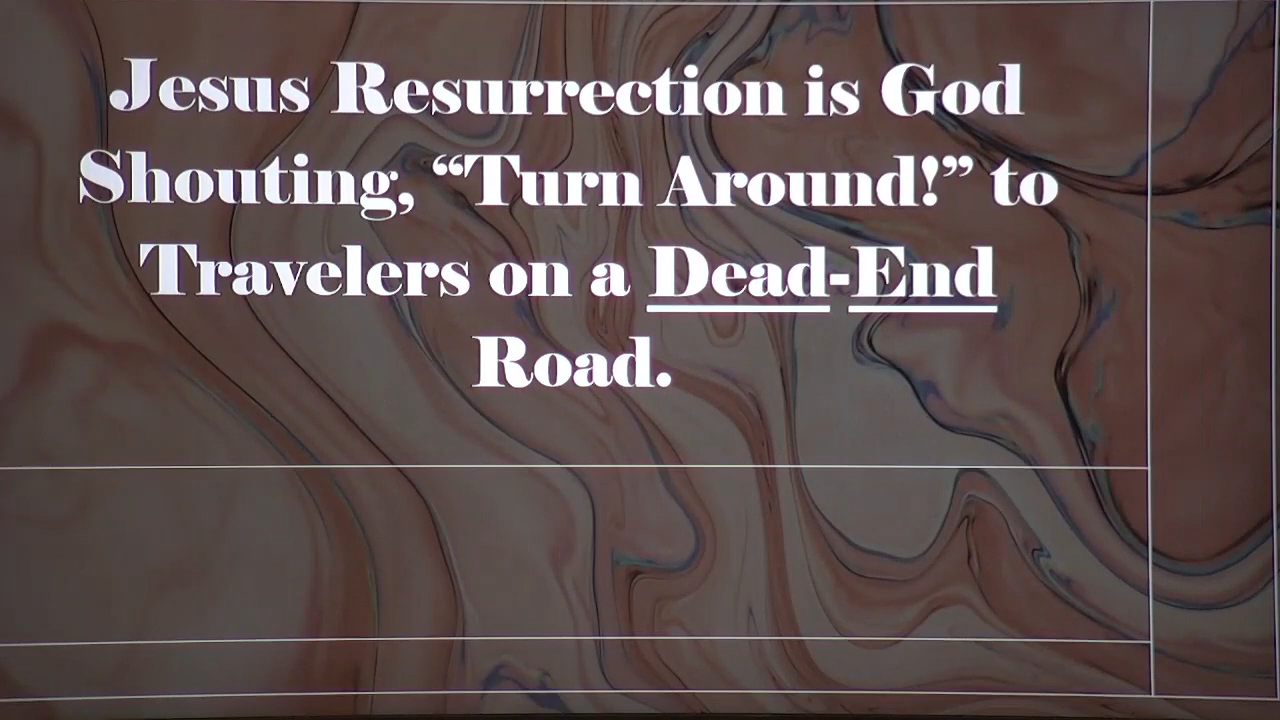 Jesus Resurrection is God
Shouting, “Turn Around!” to
Travelers on a Dead-End
Road.